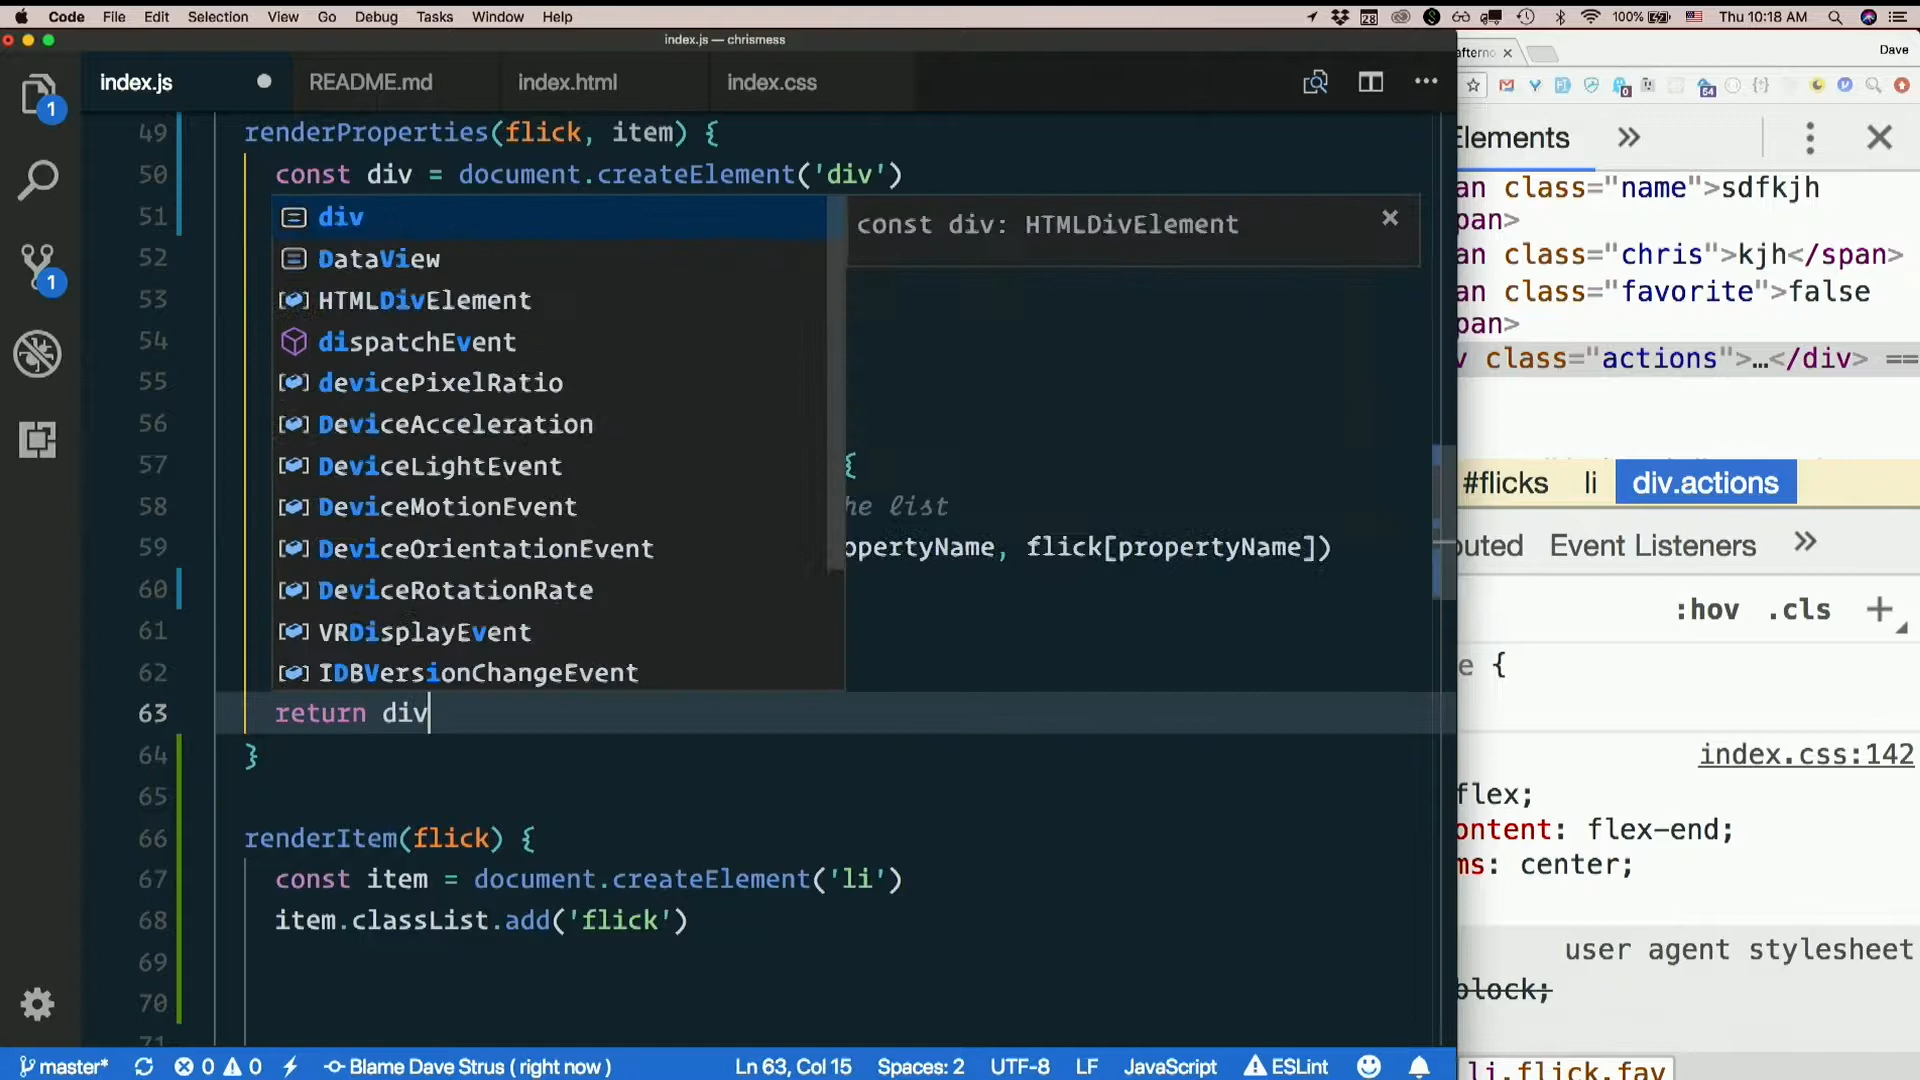 Code File Edit Selection View Go Debug Tasks Window Help 28 100% Thu 10:18 AM
index.js — chrismess
afterno Dave
index.js README.md index.html index.css
0 64
1
1
49 renderProperties(flick, item) {
50 const div = document.createElement('div')
51
52
53
54
55
56
57 {
58 he list
59 opertyName, flick[propertyName])
60
61
62
63 return div
64 }
65
66 renderItem(flick) {
67 const item = document.createElement('li')
68 item.classList.add('flick')
69
70
71
div
DataView
HTMLDivElement
dispatchEvent
devicePixelRatio
DeviceAcceleration
DeviceLightEvent
DeviceMotionEvent
DeviceOrientationEvent
DeviceRotationRate
VRDisplayEvent
IDBVersionChangeEvent
const div: HTMLDivElement ×
Elements »
an class="name">sdfkjh
pan>
an class="chris">kjh</span>
an class="favorite">false
pan>
v class="actions">…</div> ==
#flicks li div.actions
outed Event Listeners »
:hov .cls +
e {
index.css:142
flex;
ontent: flex-end;
ms: center;
user agent stylesheet
block;
li.flick.fav
master* 0 0 Blame Dave Strus ( right now ) Ln 63, Col 15 Spaces: 2 UTF-8 LF JavaScript ESLint